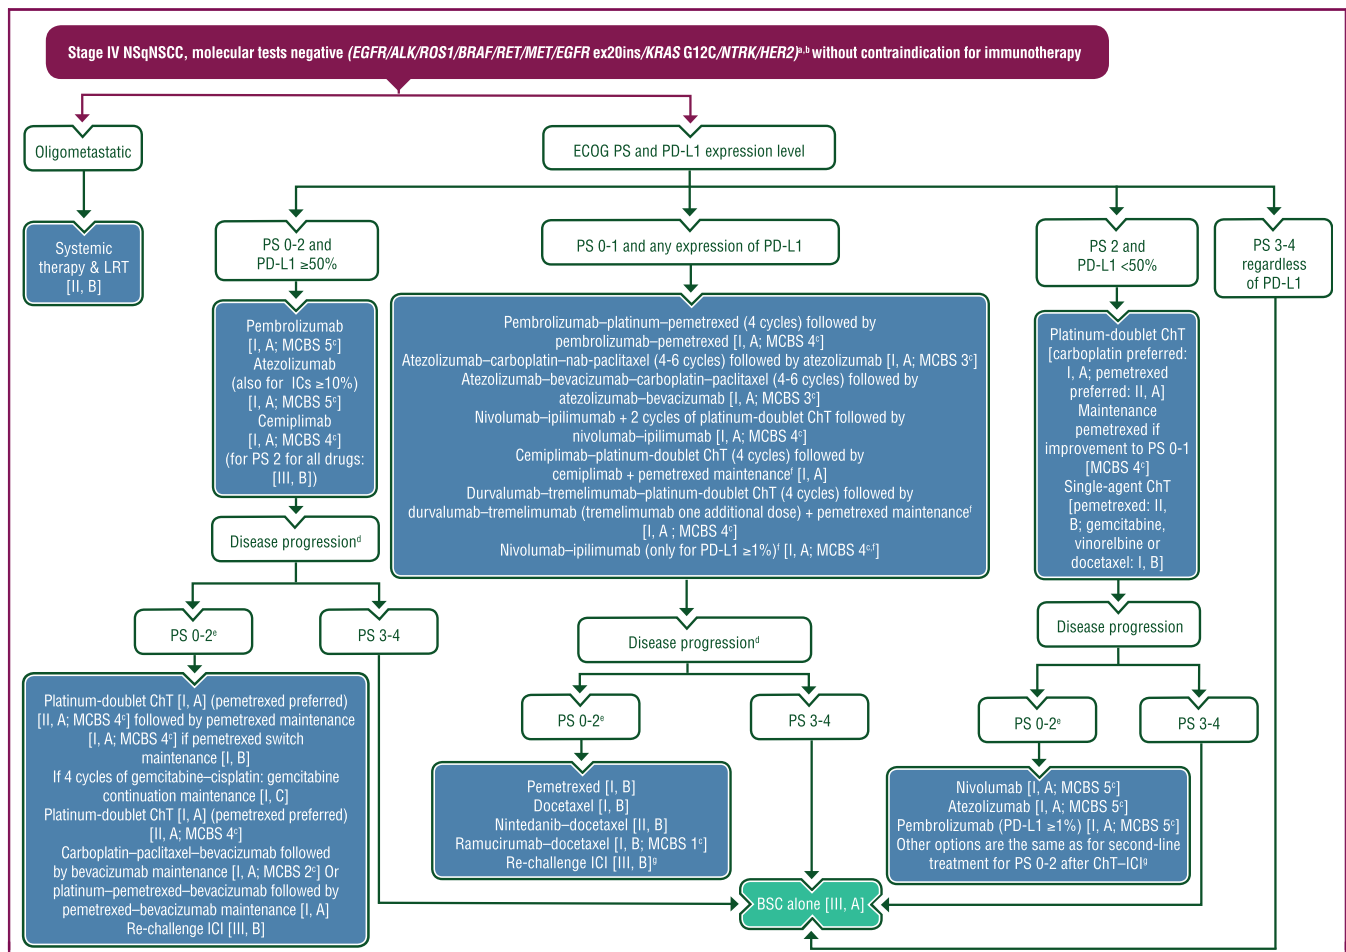 Stage IV NSqNSCC, molecular tests negative (EGFR/ALK/ROS1/BRAF/RET/MET/EGFR ex20ins/KRAS G12C/NTRK/HER2)a,b without contraindication for immunotherapy
Oligometastatic
ECOG PS and PD-L1 expression level
Systemic
therapy & LRT
[II, B]
PS 0-2 and
PD-L1 ≥50%
PS 0-1 and any expression of PD-L1
PS 2 and
PD-L1 <50%
PS 3-4
regardless
of PD-L1
Pembrolizumab
[I, A; MCBS 5c]
Atezolizumab
(also for ICs ≥10%)
[I, A; MCBS 5c]
Cemiplimab
[I, A; MCBS 4c]
(for PS 2 for all drugs:
[III, B])
Pembrolizumab–platinum–pemetrexed (4 cycles) followed by
pembrolizumab–pemetrexed [I, A; MCBS 4c]
Atezolizumab–carboplatin–nab-paclitaxel (4-6 cycles) followed by atezolizumab [I, A; MCBS 3c]
Atezolizumab–bevacizumab–carboplatin–paclitaxel (4-6 cycles) followed by
atezolizumab–bevacizumab [I, A; MCBS 3c]
Nivolumab–ipilimumab + 2 cycles of platinum-doublet ChT followed by
nivolumab–ipilimumab [I, A; MCBS 4c]
Cemiplimab–platinum-doublet ChT (4 cycles) followed by
cemiplimab + pemetrexed maintenancef [I, A]
Durvalumab–tremelimumab–platinum-doublet ChT (4 cycles) followed by
durvalumab–tremelimumab (tremelimumab one additional dose) + pemetrexed maintenancef
[I, A ; MCBS 4c]
Nivolumab–ipilimumab (only for PD-L1 ≥1%)f [I, A; MCBS 4c,f]
Platinum-doublet ChT
[carboplatin preferred:
I, A; pemetrexed
preferred: II, A]
Maintenance
pemetrexed if
improvement to PS 0-1
[MCBS 4c]
Single-agent ChT
[pemetrexed: II,
B; gemcitabine,
vinorelbine or
docetaxel: I, B]
Disease progressiond
PS 0-2e
PS 3-4
Disease progressiond
PS 0-2e
PS 3-4
Disease progression
PS 0-2e
PS 3-4
Platinum-doublet ChT [I, A] (pemetrexed preferred)
[II, A; MCBS 4c] followed by pemetrexed maintenance
[I, A; MCBS 4c] if pemetrexed switch
maintenance [I, B]
If 4 cycles of gemcitabine–cisplatin: gemcitabine
continuation maintenance [I, C]
Platinum-doublet ChT [I, A] (pemetrexed preferred)
[II, A; MCBS 4c]
Carboplatin–paclitaxel–bevacizumab followed
by bevacizumab maintenance [I, A; MCBS 2c] Or
platinum–pemetrexed–bevacizumab followed by
pemetrexed–bevacizumab maintenance [I, A]
Re-challenge ICI [III, B]
Pemetrexed [I, B]
Docetaxel [I, B]
Nintedanib–docetaxel [II, B]
Ramucirumab–docetaxel [I, B; MCBS 1c]
Re-challenge ICI [III, B]g
Nivolumab [I, A; MCBS 5c]
Atezolizumab [I, A; MCBS 5c]
Pembrolizumab (PD-L1 ≥1%) [I, A; MCBS 5c]
Other options are the same as for second-line
treatment for PS 0-2 after ChT–ICIg
BSC alone [III, A]